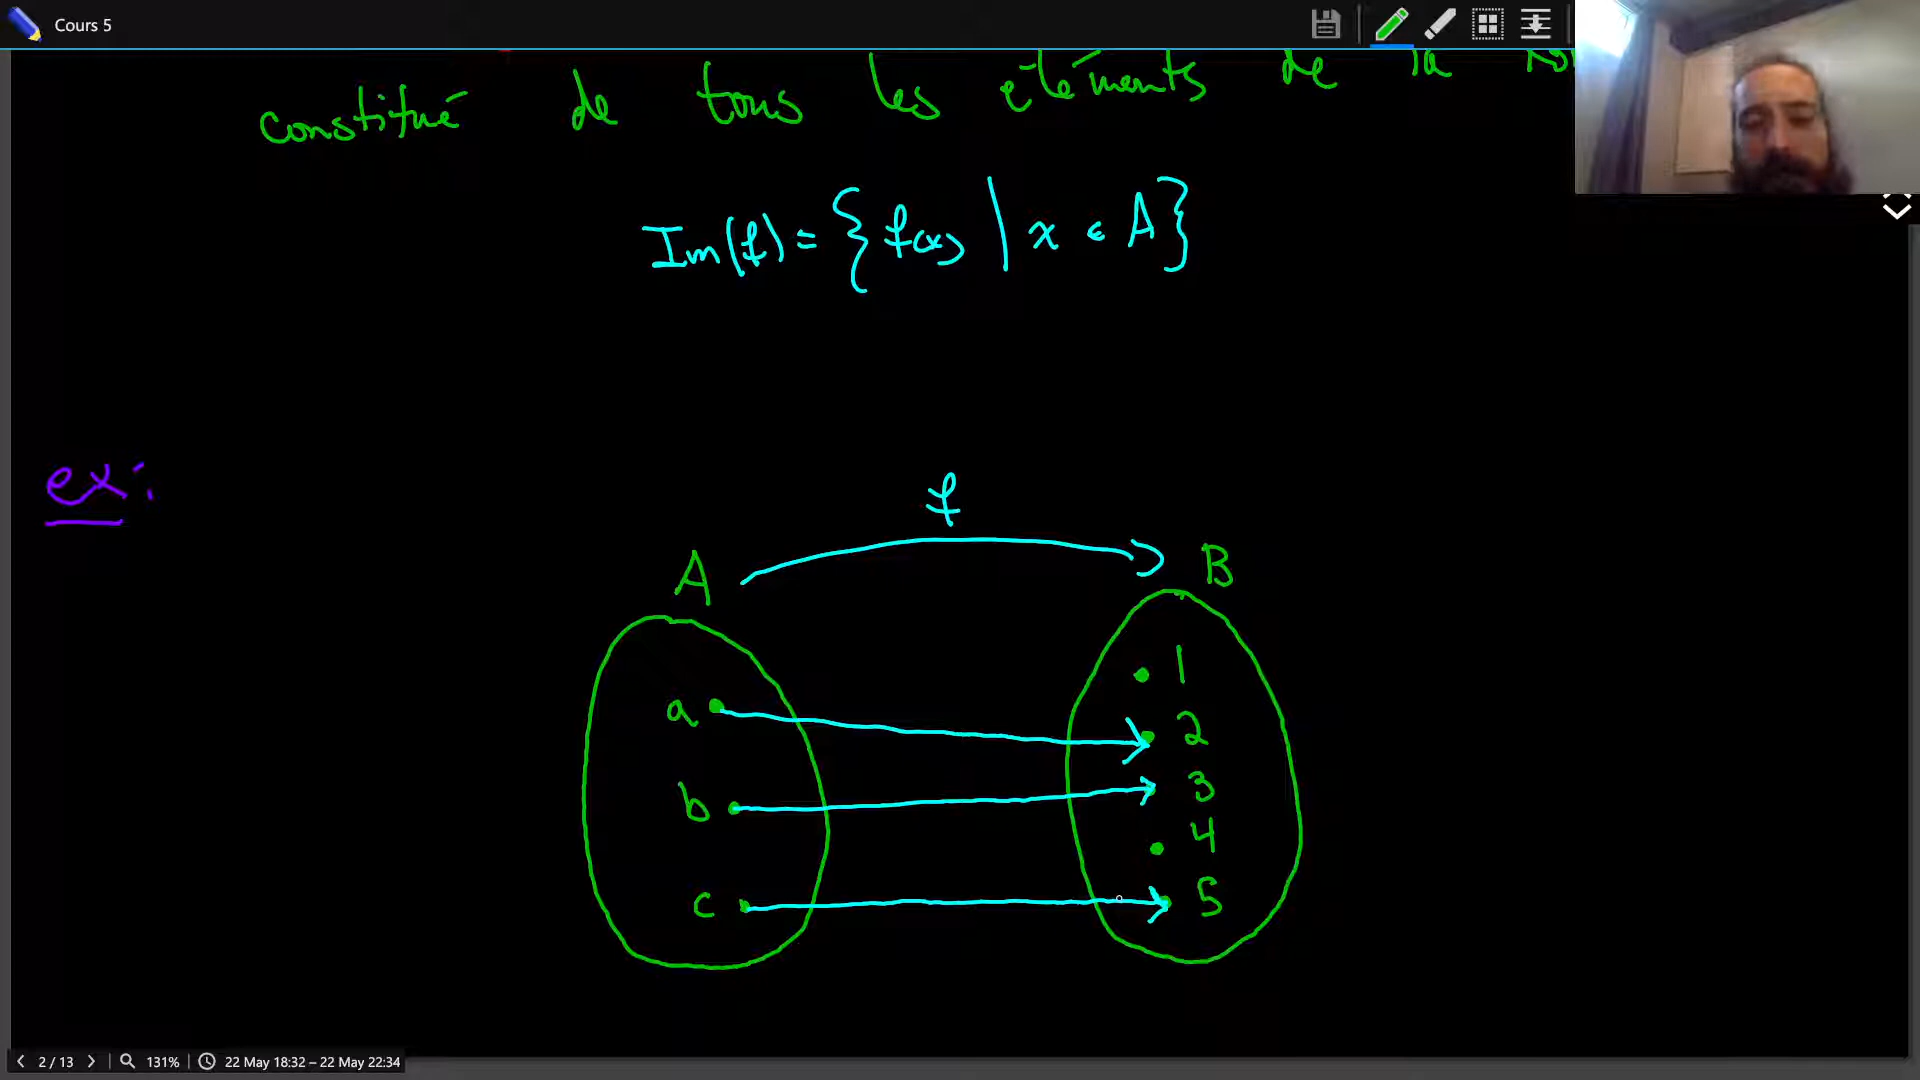 Cours 5
constitué de tous les éléments de la
Im(f) = { f(x) | x ∈ A }
ex:
f
A B
1
a 2
b 3
4
c 5
2 / 13 131% 22 May 18:32 – 22 May 22:34